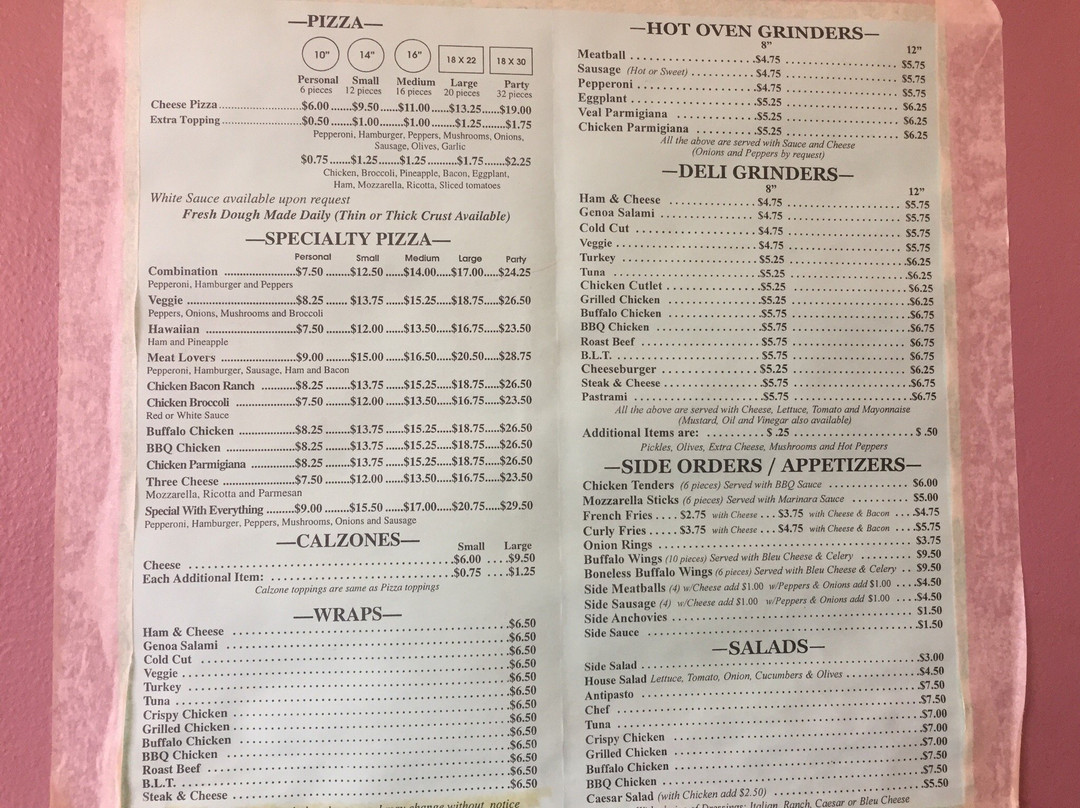 —PIZZA—
10" 14" 16" 18 X 22 18 X 30
Personal Small Medium Large Party
6 pieces 12 pieces 16 pieces 20 pieces 32 pieces
Cheese Pizza.....................$6.00.......$9.50......$11.00.....$13.25....$19.00
Extra Topping.....................$0.50.......$1.00......$1.00.......$1.25......$1.75
Pepperoni, Hamburger, Peppers, Mushrooms, Onions,
Sausage, Olives, Garlic
$0.75.......$1.25......$1.25........$1.75......$2.25
Chicken, Broccoli, Pineapple, Bacon, Eggplant,
Ham, Mozzarella, Ricotta, Sliced tomatoes
White Sauce available upon request
Fresh Dough Made Daily (Thin or Thick Crust Available)
—SPECIALTY PIZZA—
Personal Small Medium Large Party
Combination ..................$7.50 ........$12.50 ......$14.00....$17.00.....$24.25
Pepperoni, Hamburger and Peppers
Veggie ............................$8.25 ....... $13.75 ......$15.25....$18.75.....$26.50
Peppers, Onions, Mushrooms and Broccoli
Hawaiian .......................$7.50 ........$12.00 ......$13.50....$16.75.....$23.50
Ham and Pineapple
Meat Lovers ...................$9.00 ........$15.00 ......$16.50....$20.50.....$28.75
Pepperoni, Hamburger, Sausage, Ham and Bacon
Chicken Bacon Ranch .........$8.25 ........$13.75 ......$15.25....$18.75.....$26.50
Chicken Broccoli .................$7.50 ........$12.00 ......$13.50....$16.75.....$23.50
Red or White Sauce
Buffalo Chicken ................$8.25 ........$13.75 ......$15.25....$18.75.....$26.50
BBQ Chicken ...................$8.25 ........$13.75 ......$15.25....$18.75.....$26.50
Chicken Parmigiana ............$8.25 ........$13.75 ......$15.25....$18.75.....$26.50
Three Cheese ...................$7.50 ........$12.00 ......$13.50....$16.75.....$23.50
Mozzarella, Ricotta and Parmesan
Special With Everything .........$9.00 ........$15.50 ......$17.00....$20.75.....$29.50
Pepperoni, Hamburger, Peppers, Mushrooms, Onions and Sausage
—CALZONES—
Small Large
Cheese ........................................$6.00 ....$9.50
Each Additional Item: ..............................$0.75 ....$1.25
Calzone toppings are same as Pizza toppings
—WRAPS—
Ham & Cheese ........................................$6.50
Genoa Salami ........................................$6.50
Cold Cut ........................................$6.50
Veggie ........................................$6.50
Turkey ........................................$6.50
Tuna ........................................$6.50
Crispy Chicken ........................................$6.50
Grilled Chicken ........................................$6.50
Buffalo Chicken ........................................$6.50
BBQ Chicken ........................................$6.50
Roast Beef ........................................$6.50
B.L.T. ........................................$6.50
Steak & Cheese ........................................$6.50
change without notice
—HOT OVEN GRINDERS—
8" 12"
Meatball ....................$4.75 ....................$5.75
Sausage (Hot or Sweet) ............$4.75 ....................$5.75
Pepperoni ....................$4.75 ....................$5.75
Eggplant ....................$5.25 ....................$6.25
Veal Parmigiana .............$5.25 ....................$6.25
Chicken Parmigiana ..........$5.25 ....................$6.25
All the above are served with Sauce and Cheese
(Onions and Peppers by request)
—DELI GRINDERS—
8" 12"
Ham & Cheese ...............$4.75 ....................$5.75
Genoa Salami ................$4.75 ....................$5.75
Cold Cut ....................$4.75 ....................$5.75
Veggie ......................$4.75 ....................$5.75
Turkey ......................$5.25 ....................$6.25
Tuna ........................$5.25 ....................$6.25
Chicken Cutlet ...............$5.25 ....................$6.25
Grilled Chicken ..............$5.25 ....................$6.25
Buffalo Chicken ..............$5.75 ....................$6.75
BBQ Chicken ................$5.75 ....................$6.75
Roast Beef ..................$5.75 ....................$6.75
B.L.T. ......................$5.75 ....................$6.75
Cheeseburger ................$5.25 ....................$6.25
Steak & Cheese ..............$5.75 ....................$6.75
Pastrami ....................$5.75 ....................$6.75
All the above are served with Cheese, Lettuce, Tomato and Mayonnaise
(Mustard, Oil and Vinegar also available)
Additional Items are: ..........$ .25 ....................$ .50
Pickles, Olives, Extra Cheese, Mushrooms and Hot Peppers
—SIDE ORDERS / APPETIZERS—
Chicken Tenders (6 pieces) Served with BBQ Sauce ...............$6.00
Mozzarella Sticks (6 pieces) Served with Marinara Sauce ...........$5.00
French Fries .... $2.75 with Cheese ... $3.75 with Cheese & Bacon ....$4.75
Curly Fries ..... $3.75 with Cheese ... $4.75 with Cheese & Bacon ....$5.75
Onion Rings ........................................$3.75
Buffalo Wings (10 pieces) Served with Bleu Cheese & Celery ........$9.50
Boneless Buffalo Wings (6 pieces) Served with Bleu Cheese & Celery ..$9.50
Side Meatballs (4) w/Cheese add $1.00 w/Peppers & Onions add $1.00 ....$4.50
Side Sausage (4) w/Cheese add $1.00 w/Peppers & Onions add $1.00 ....$4.50
Side Anchovies ........................................$1.50
Side Sauce ........................................$1.50
—SALADS—
Side Salad ........................................$3.00
House Salad Lettuce, Tomato, Onion, Cucumbers & Olives ...........$4.50
Antipasto ........................................$7.50
Chef ........................................$7.50
Tuna ........................................$7.00
Crispy Chicken ........................................$7.00
Grilled Chicken ........................................$7.00
Buffalo Chicken ........................................$7.50
BBQ Chicken ........................................$7.50
Caesar Salad (with Chicken add $2.50) ....................$5.50
Dressings: Italian, Ranch, Caesar or Bleu Cheese